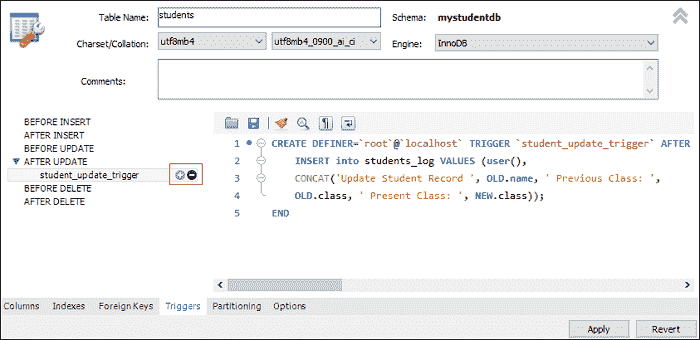 Table Name: students Schema: mystudentdb
Charset/Collation: utf8mb4 utf8mb4_0900_ai_ci Engine: InnoDB
Comments:
BEFORE INSERT
AFTER INSERT
BEFORE UPDATE
AFTER UPDATE
student_update_trigger
BEFORE DELETE
AFTER DELETE
1 CREATE DEFINER=`root`@`localhost` TRIGGER `student_update_trigger` AFTER
2 INSERT into students_log VALUES (user(),
3 CONCAT('Update Student Record ', OLD.name, ' Previous Class: ',
4 OLD.class, ' Present Class: ', NEW.class));
5 END
Columns Indexes Foreign Keys Triggers Partitioning Options
Apply Revert